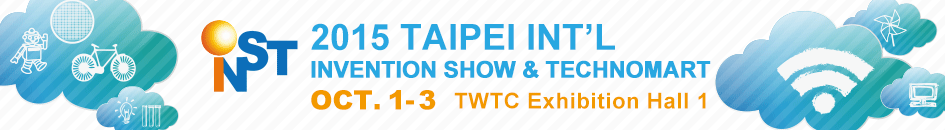 iNST
2015 TAIPEI INT'L
INVENTION SHOW & TECHNOMART
OCT. 1-3 TWTC Exhibition Hall 1